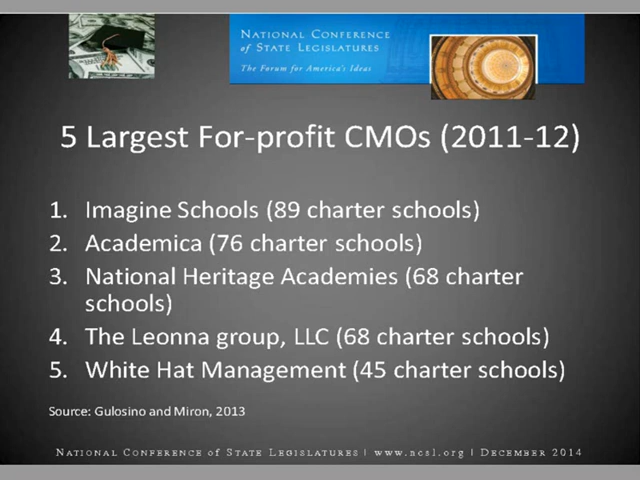 NATIONAL CONFERENCE
of STATE LEGISLATURES
The Forum for America's Ideas
5 Largest For-profit CMOs (2011-12)
1. Imagine Schools (89 charter schools)
2. Academica (76 charter schools)
3. National Heritage Academies (68 charter
schools)
4. The Leonna group, LLC (68 charter schools)
5. White Hat Management (45 charter schools)
Source: Gulosino and Miron, 2013
NATIONAL CONFERENCE of STATE LEGISLATURES | www.ncsl.org | DECEMBER 2014